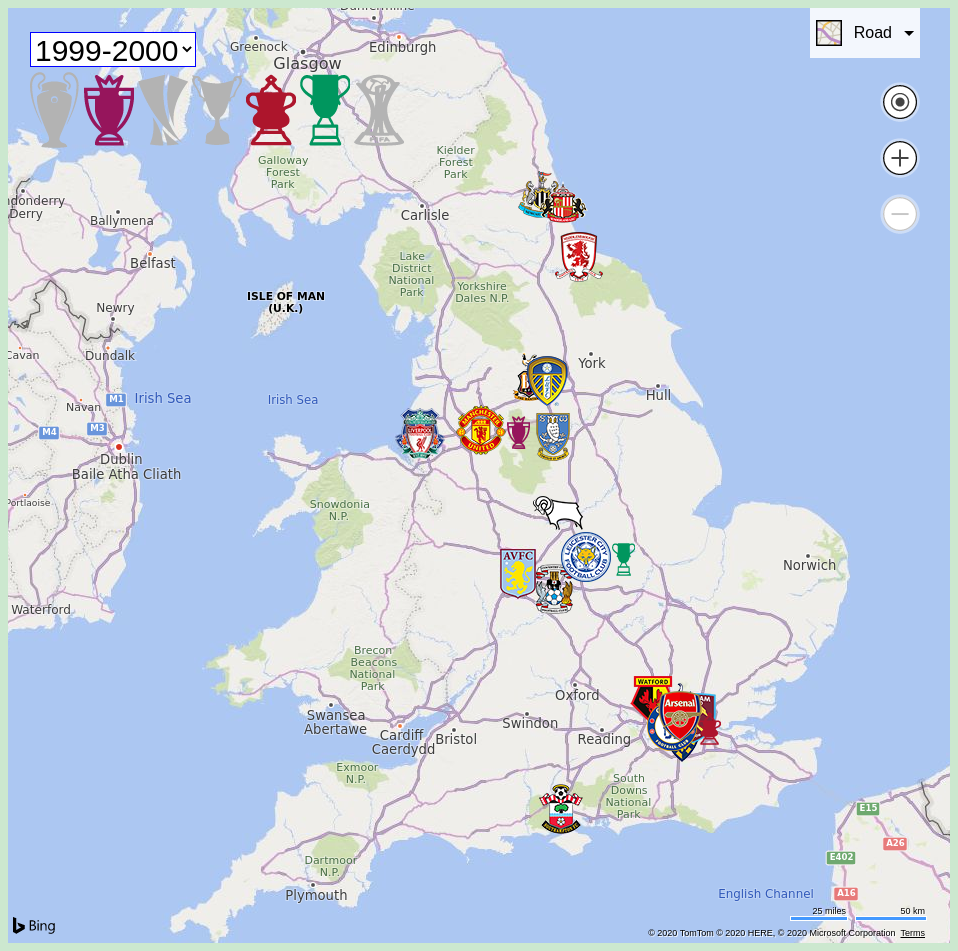 Dunfermline
1999-2000
Road
Greenock
Edinburgh
Glasgow
FIFA
Kielder
Forest
Park
Galloway
Forest
Park
ndonderry
Derry
Ballymena
Carlisle
Belfast
Lake
District
National
Park
Yorkshire
Dales N.P.
ISLE OF MAN
(U.K.)
Newry
Cavan
Dundalk
York
Irish Sea
Irish Sea
M1
Navan
Hull
M3
M4
LIVERPOOL
MANCHESTER
UNITED
Dublin
Baile Atha Cliath
Portlaoise
Snowdonia
N.P.
AVFC
LEICESTER CITY
FOOTBALL CLUB
Norwich
Waterford
Brecon
Beacons
National
Park
WATFORD
Arsenal
Oxford
Swansea
Abertawe
Swindon
Cardiff
Caerdydd
Bristol
Reading
Exmoor
N.P.
South
Downs
National
Park
E15
A26
E402
Dartmoor
N.P.
Plymouth
English Channel
A16
25 miles
50 km
Bing
© 2020 TomTom © 2020 HERE, © 2020 Microsoft Corporation Terms